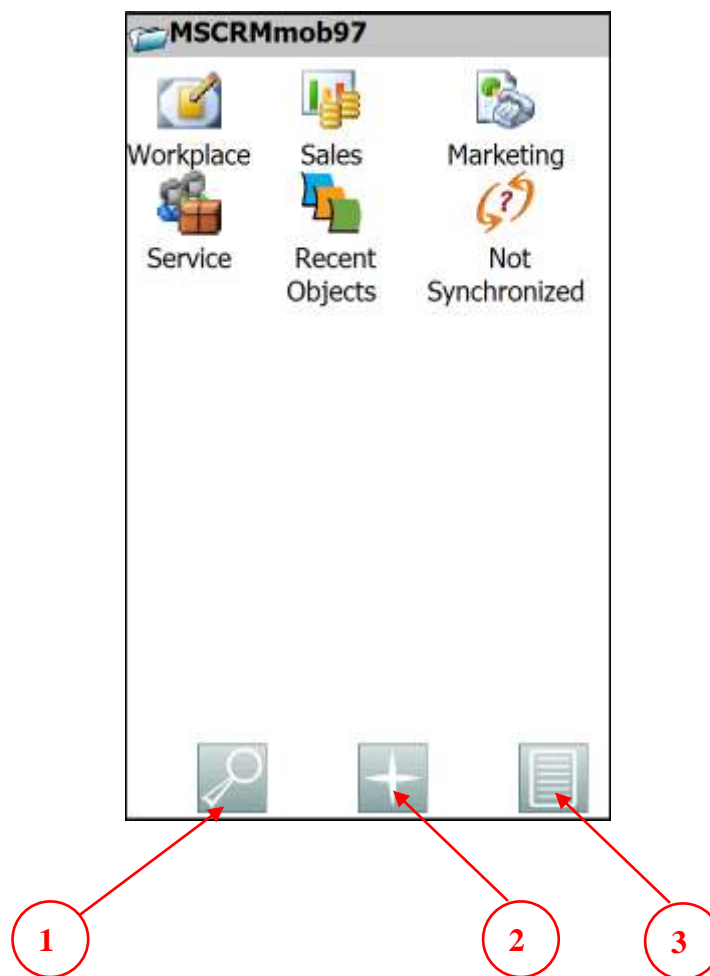 MSCRMmob97
Workplace Sales Marketing
?
Service Recent Not
Objects Synchronized
1 2 3